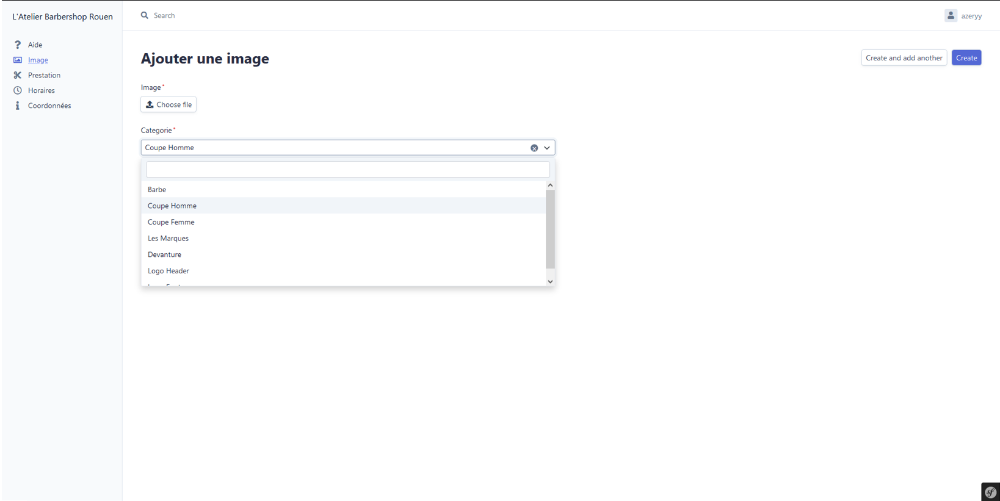 L'Atelier Barbershop Rouen
Search
azeryy
Aide
Image
Prestation
Horaires
Coordonnées
Ajouter une image
Create and add another
Create
Image*
Choose file
Categorie*
Coupe Homme
Barbe
Coupe Homme
Coupe Femme
Les Marques
Devanture
Logo Header
sf